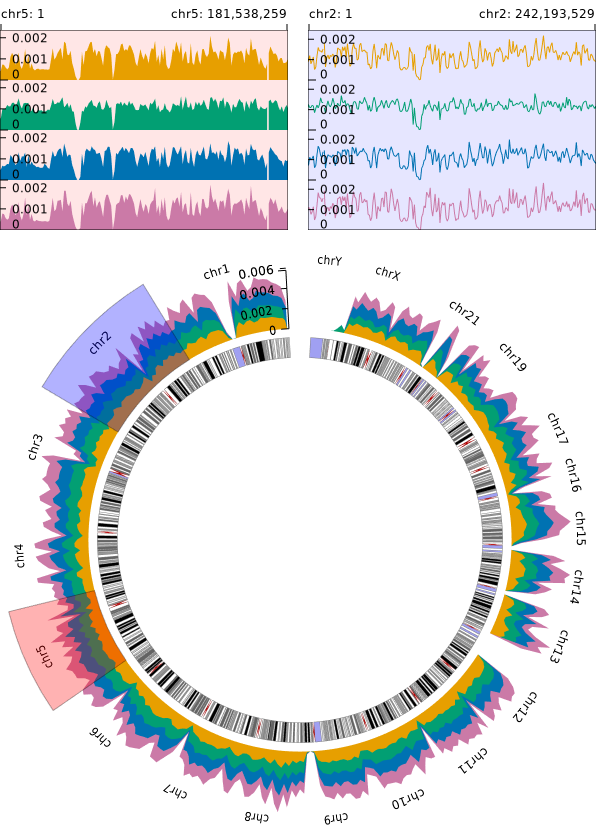 chr5: 1 chr5: 181,538,259 chr2: 1 chr2: 242,193,529
0.002 0.002
0.001 0.001
0 0
0.002 0.002
0.001 0.001
0 0
0.002 0.002
0.001 0.001
0 0
0.002 0.002
0.001 0.001
0 0
chrY
chr1 0.006 chrX
0.004
0.002
0
chr21
chr2 chr19
chr3 chr17
chr16
chr4 chr15
chr14
chr5 chr13
chr6 chr12
chr11
chr7 chr10
chr8 chr9